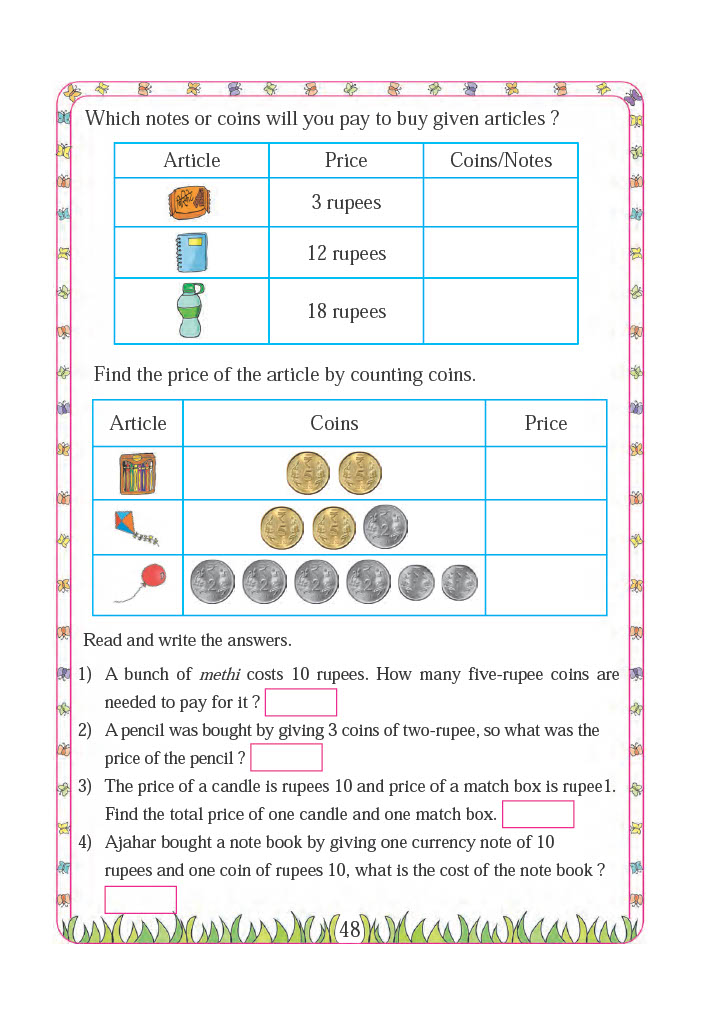 Which notes or coins will you pay to buy given articles ?
Article Price Coins/Notes
3 rupees
12 rupees
18 rupees
Find the price of the article by counting coins.
Article Coins Price
5 5
5 5 2
2 2 2 2 1 1
Read and write the answers.
1) A bunch of methi costs 10 rupees. How many five-rupee coins are
needed to pay for it ?
2) A pencil was bought by giving 3 coins of two-rupee, so what was the
price of the pencil ?
3) The price of a candle is rupees 10 and price of a match box is rupee1.
Find the total price of one candle and one match box.
4) Ajahar bought a note book by giving one currency note of 10
rupees and one coin of rupees 10, what is the cost of the note book ?
48